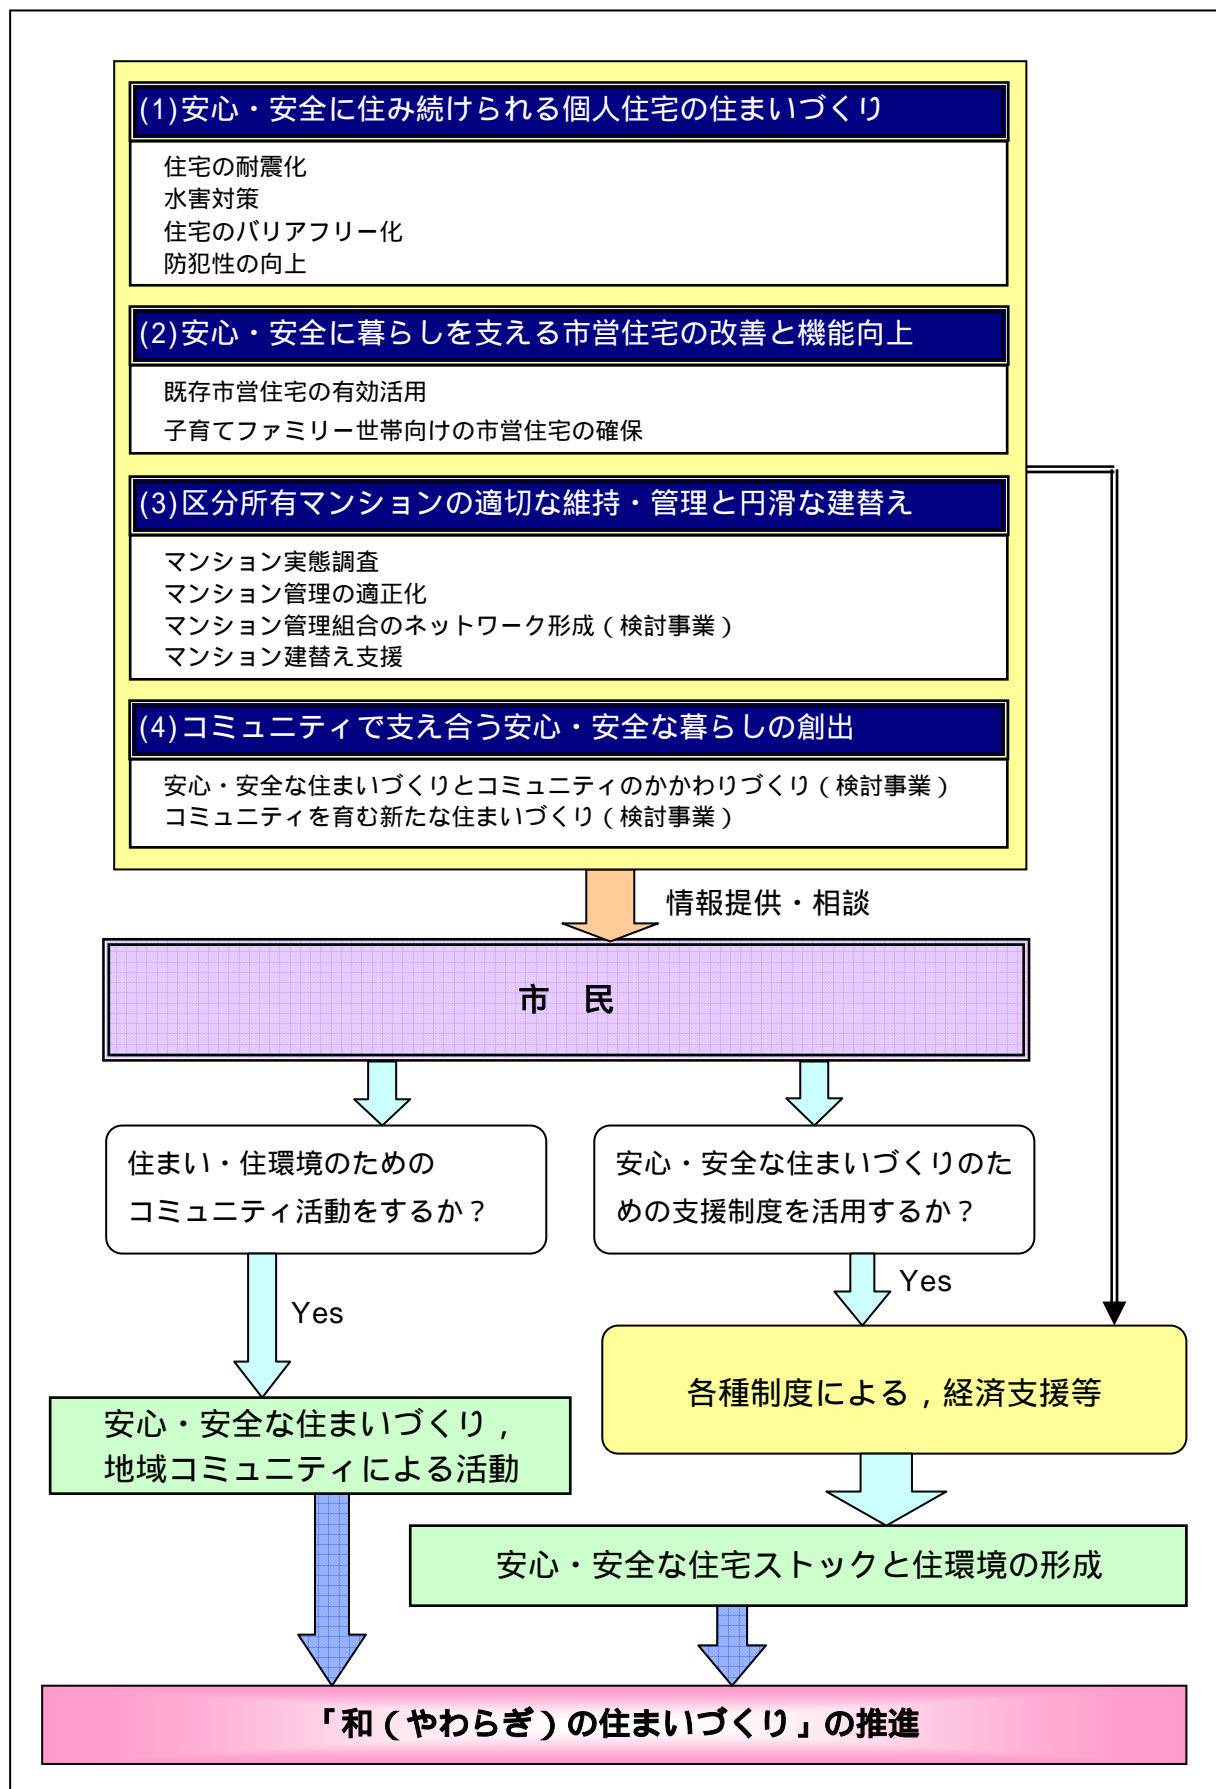 (1)安心・安全に住み続けられる個人住宅の住まいづくり
住宅の耐震化
水害対策
住宅のバリアフリー化
防犯性の向上
(2)安心・安全に暮らしを支える市営住宅の改善と機能向上
既存市営住宅の有効活用
子育てファミリー世帯向けの市営住宅の確保
(3)区分所有マンションの適切な維持・管理と円滑な建替え
マンション実態調査
マンション管理の適正化
マンション管理組合のネットワーク形成（検討事業）
マンション建替え支援
(4)コミュニティで支え合う安心・安全な暮らしの創出
安心・安全な住まいづくりとコミュニティのかかわりづくり（検討事業）
コミュニティを育む新たな住まいづくり（検討事業）
情報提供・相談
市　民
住まい・住環境のための
コミュニティ活動をするか？
安心・安全な住まいづくりのた
めの支援制度を活用するか？
Yes
Yes
各種制度による，経済支援等
安心・安全な住まいづくり，
地域コミュニティによる活動
安心・安全な住宅ストックと住環境の形成
「和（やわらぎ）の住まいづくり」の推進